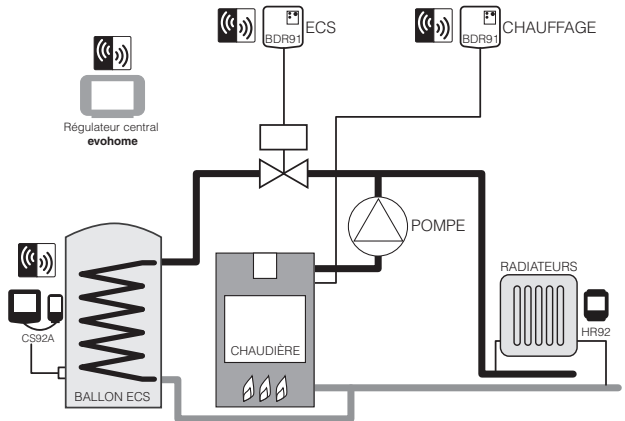 BDR91
ECS
BDR91
CHAUFFAGE
Régulateur central
evohome
POMPE
RADIATEURS
HR92
CS92A
CHAUDIÈRE
BALLON ECS